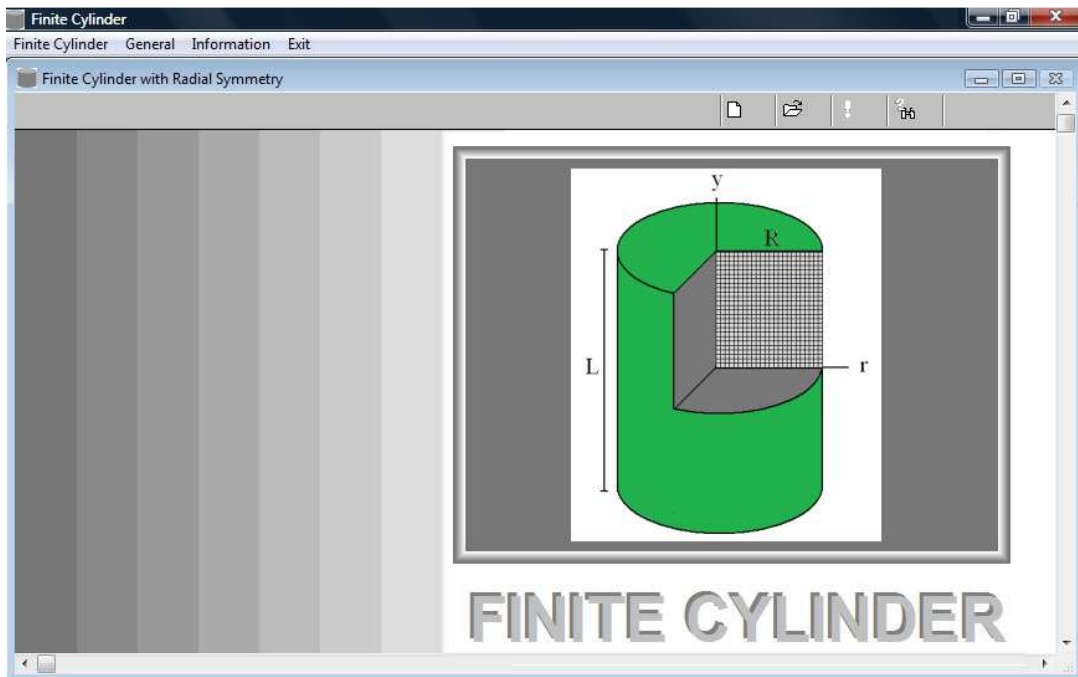 Finite Cylinder
Finite Cylinder General Information Exit
Finite Cylinder with Radial Symmetry
y
R
L
r
FINITE CYLINDER